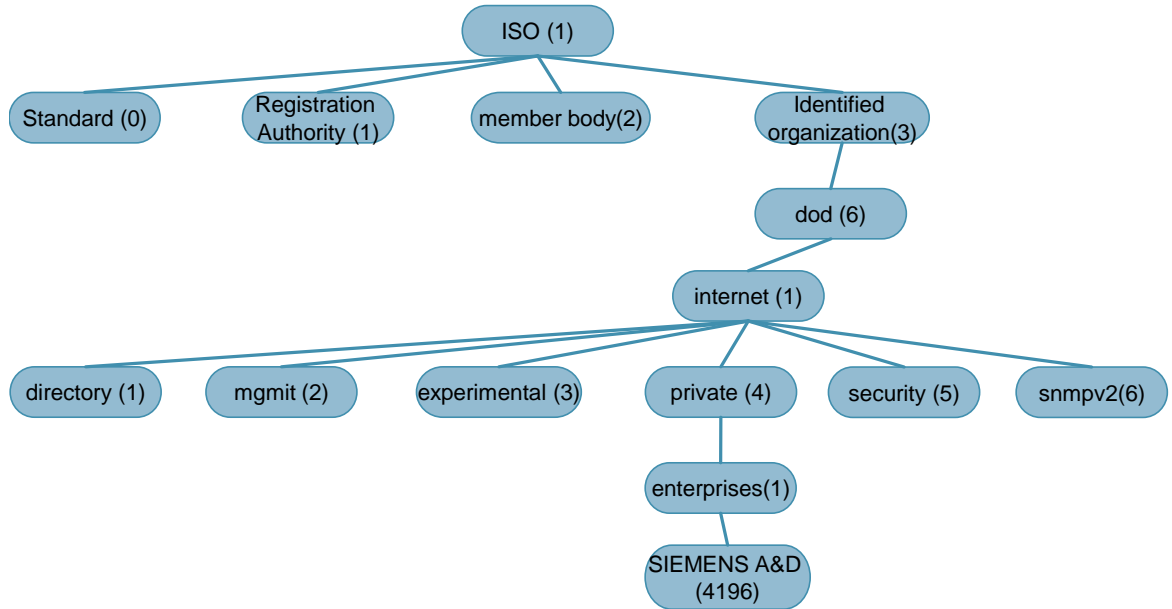 ISO (1)
Standard (0)
Registration
Authority (1)
member body(2)
Identified
organization(3)
dod (6)
internet (1)
directory (1)
mgmit (2)
experimental (3)
private (4)
security (5)
snmpv2(6)
enterprises(1)
SIEMENS A&D
(4196)